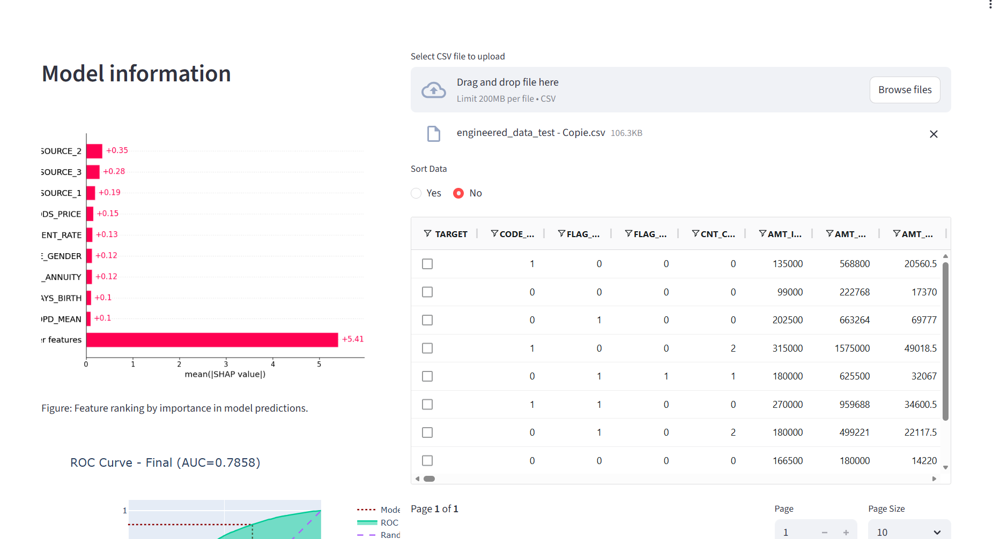 Model information
SOURCE_2 +0.35
SOURCE_3 +0.28
SOURCE_1 +0.19
DS_PRICE +0.15
ENT_RATE +0.13
_GENDER +0.12
_ANNUITY +0.12
YS_BIRTH +0.1
PD_MEAN +0.1
r features +5.41
0 1 2 3 4 5
mean(|SHAP value|)
Figure: Feature ranking by importance in model predictions.
ROC Curve - Final (AUC=0.7858)
1
Mode
ROC
Rand
Select CSV file to upload
Drag and drop file here
Limit 200MB per file • CSV
Browse files
engineered_data_test - Copie.csv 106.3KB
Sort Data
Yes No
TARGET CODE_... FLAG_... FLAG_... CNT_C... AMT_I... AMT_... AMT_...
1 0 0 0 135000 568800 20560.5
0 0 0 0 99000 222768 17370
0 1 0 0 202500 663264 69777
1 0 0 2 315000 1575000 49018.5
0 1 1 1 180000 625500 32067
1 1 0 0 270000 959688 34600.5
0 1 0 2 180000 499221 22117.5
0 0 0 0 166500 180000 14220
Page 1 of 1
Page Page Size
1 − + 10